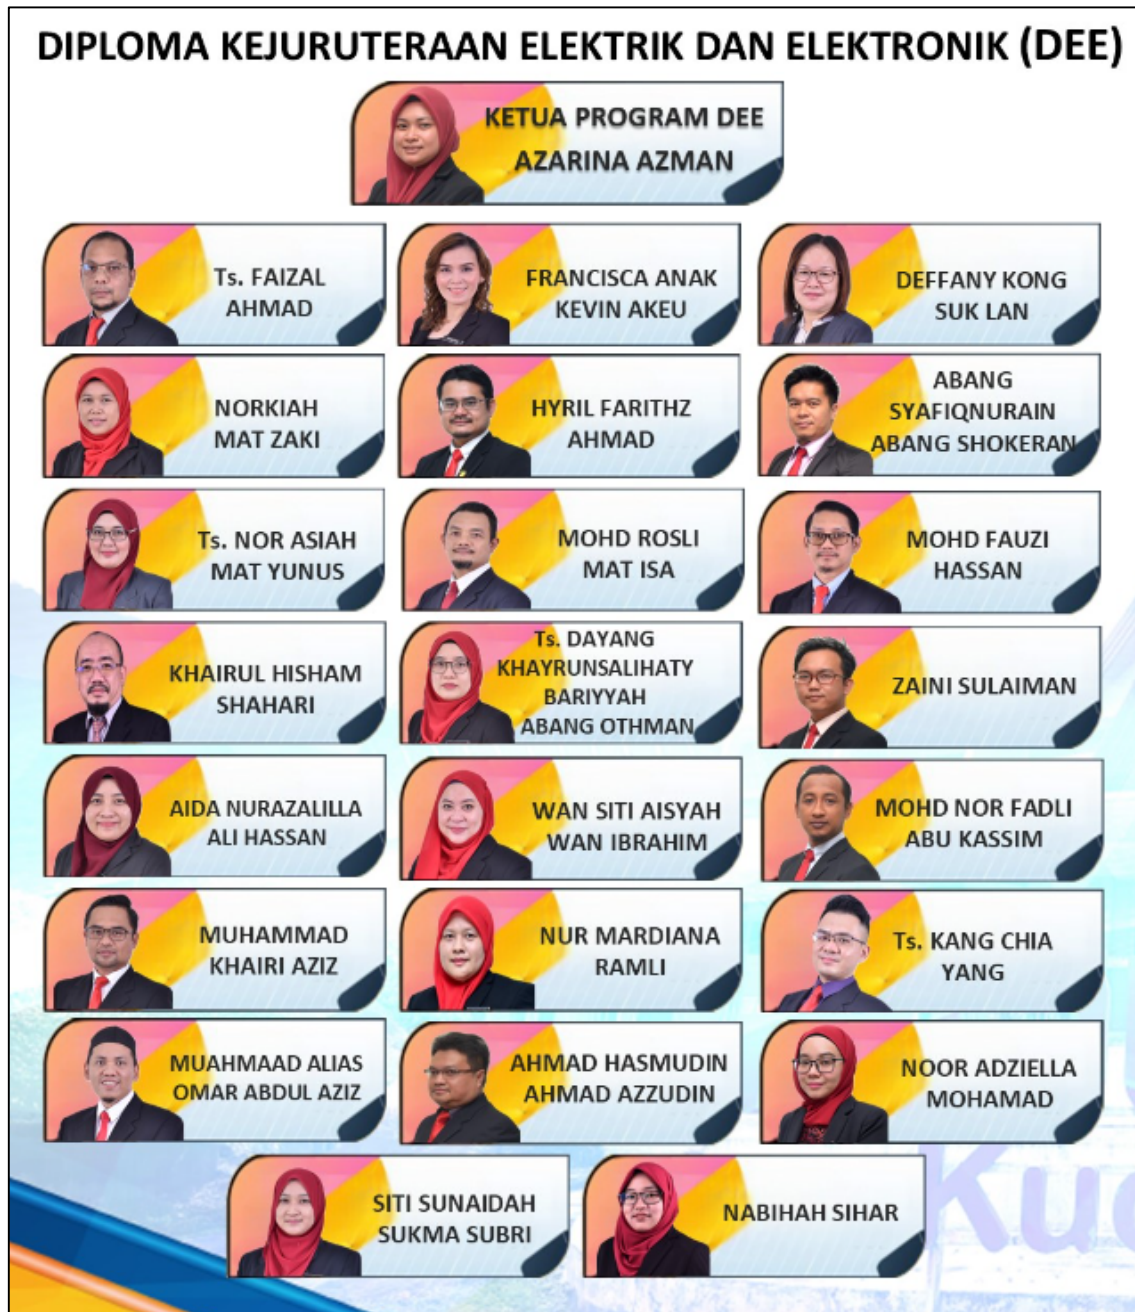 DIPLOMA KEJURUTERAAN ELEKTRIK DAN ELEKTRONIK (DEE)
KETUA PROGRAM DEE
AZARINA AZMAN
Ts. FAIZAL
AHMAD
FRANCISCA ANAK
KEVIN AKEU
DEFFANY KONG
SUK LAN
NORKIAH
MAT ZAKI
HYRIL FARITHZ
AHMAD
ABANG
SYAFIQNURAIN
ABANG SHOKERAN
Ts. NOR ASIAH
MAT YUNUS
MOHD ROSLI
MAT ISA
MOHD FAUZI
HASSAN
KHAIRUL HISHAM
SHAHARI
Ts. DAYANG
KHAYRUNSALIHATY
BARIYYAH
ABANG OTHMAN
ZAINI SULAIMAN
AIDA NURAZALILLA
ALI HASSAN
WAN SITI AISYAH
WAN IBRAHIM
MOHD NOR FADLI
ABU KASSIM
MUHAMMAD
KHAIRI AZIZ
NUR MARDIANA
RAMLI
Ts. KANG CHIA
YANG
MUAHMAAD ALIAS
OMAR ABDUL AZIZ
AHMAD HASMUDIN
AHMAD AZZUDIN
NOOR ADZIELLA
MOHAMAD
SITI SUNAIDAH
SUKMA SUBRI
NABIHAH SIHAR